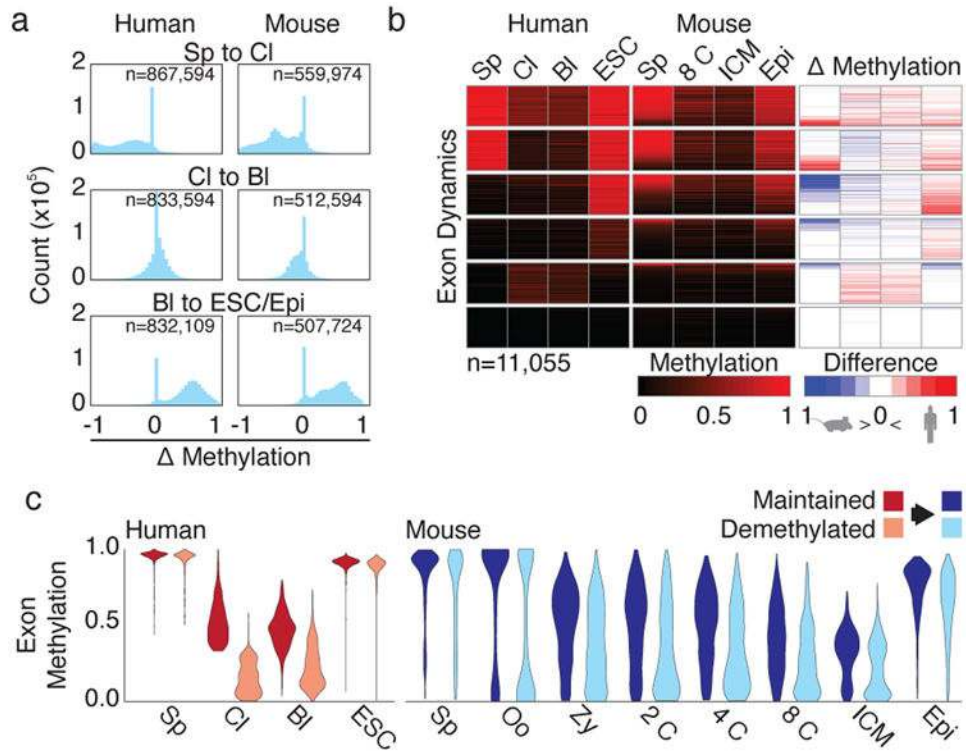 a
Human
Mouse
Sp to Cl
n=867,594
n=559,974
Cl to Bl
n=833,594
n=512,594
Bl to ESC/Epi
n=832,109
n=507,724
Count (x10⁵)
2
1
0
2
1
0
2
1
0
-1
0
1
-1
0
1
Δ Methylation
b
Human
Mouse
Sp
Cl
Bl
ESC
Sp
8 C
ICM
Epi
Δ Methylation
Exon Dynamics
n=11,055
Methylation
0
0.5
1
Difference
1
> 0 <
1
c
Human
Mouse
Maintained
Demethylated
Exon
Methylation
1.0
0.5
0.0
Sp
Cl
Bl
ESC
Sp
Oo
Zy
2 C
4 C
8 C
ICM
Epi